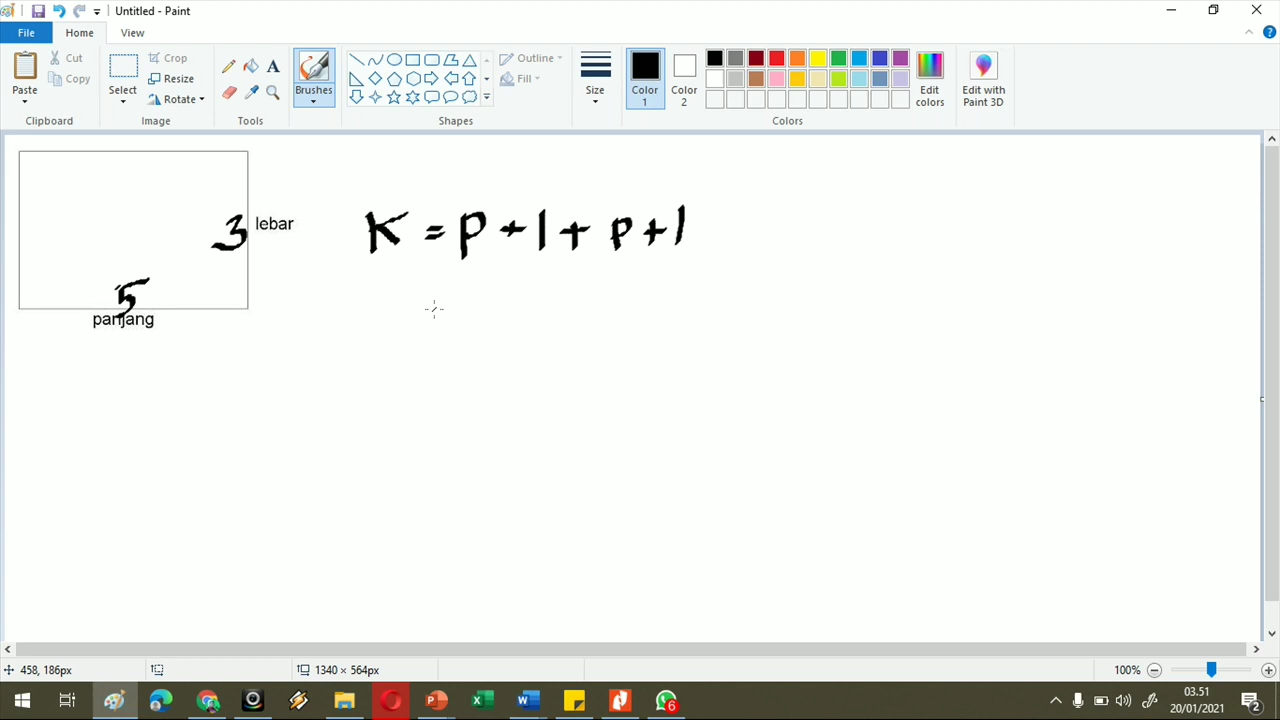 Untitled - Paint
File Home View
Paste
Cut
Copy
Clipboard
Select
Crop
Resize
Rotate
Image
Tools
Brushes
Shapes
Outline
Fill
Size
Color 1
Color 2
Colors
Edit colors
Edit with Paint 3D
3 lebar
5
panjang
K = P + l + P + l
458, 186px
1340 × 564px
100%
6
03.51
20/01/2021
2